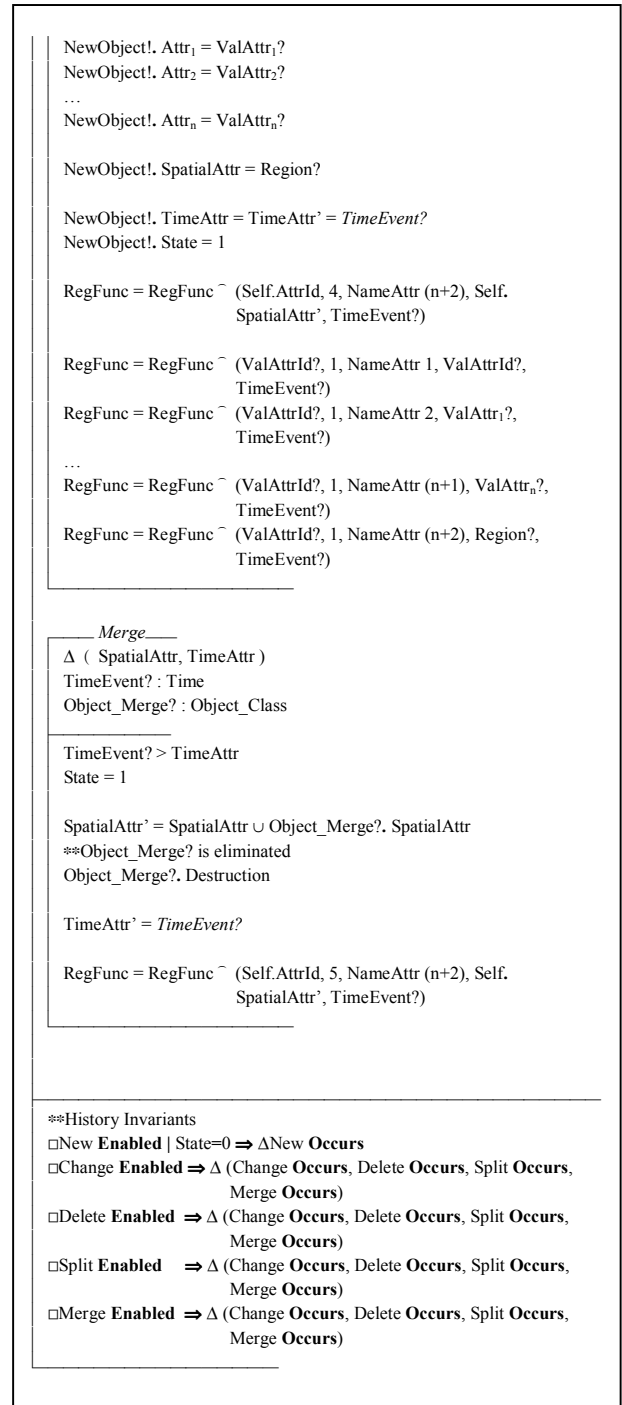 NewObject!. Attr₁ = ValAttr₁?
NewObject!. Attr₂ = ValAttr₂?
…
NewObject!. Attrₙ = ValAttrₙ?
NewObject!. SpatialAttr = Region?
NewObject!. TimeAttr = TimeAttr’ = TimeEvent?
NewObject!. State = 1
RegFunc = RegFunc ⌒ (Self.AttrId, 4, NameAttr (n+2), Self.
SpatialAttr’, TimeEvent?)
RegFunc = RegFunc ⌒ (ValAttrId?, 1, NameAttr 1, ValAttrId?,
TimeEvent?)
RegFunc = RegFunc ⌒ (ValAttrId?, 1, NameAttr 2, ValAttr₁?,
TimeEvent?)
…
RegFunc = RegFunc ⌒ (ValAttrId?, 1, NameAttr (n+1), ValAttrₙ?,
TimeEvent?)
RegFunc = RegFunc ⌒ (ValAttrId?, 1, NameAttr (n+2), Region?,
TimeEvent?)
Merge
Δ ( SpatialAttr, TimeAttr )
TimeEvent? : Time
Object_Merge? : Object_Class
TimeEvent? > TimeAttr
State = 1
SpatialAttr’ = SpatialAttr ∪ Object_Merge?. SpatialAttr
**Object_Merge? is eliminated
Object_Merge?. Destruction
TimeAttr’ = TimeEvent?
RegFunc = RegFunc ⌒ (Self.AttrId, 5, NameAttr (n+2), Self.
SpatialAttr’, TimeEvent?)
**History Invariants
□New Enabled | State=0 ⇒ ΔNew Occurs
□Change Enabled ⇒ Δ (Change Occurs, Delete Occurs, Split Occurs,
Merge Occurs)
□Delete Enabled ⇒ Δ (Change Occurs, Delete Occurs, Split Occurs,
Merge Occurs)
□Split Enabled ⇒ Δ (Change Occurs, Delete Occurs, Split Occurs,
Merge Occurs)
□Merge Enabled ⇒ Δ (Change Occurs, Delete Occurs, Split Occurs,
Merge Occurs)